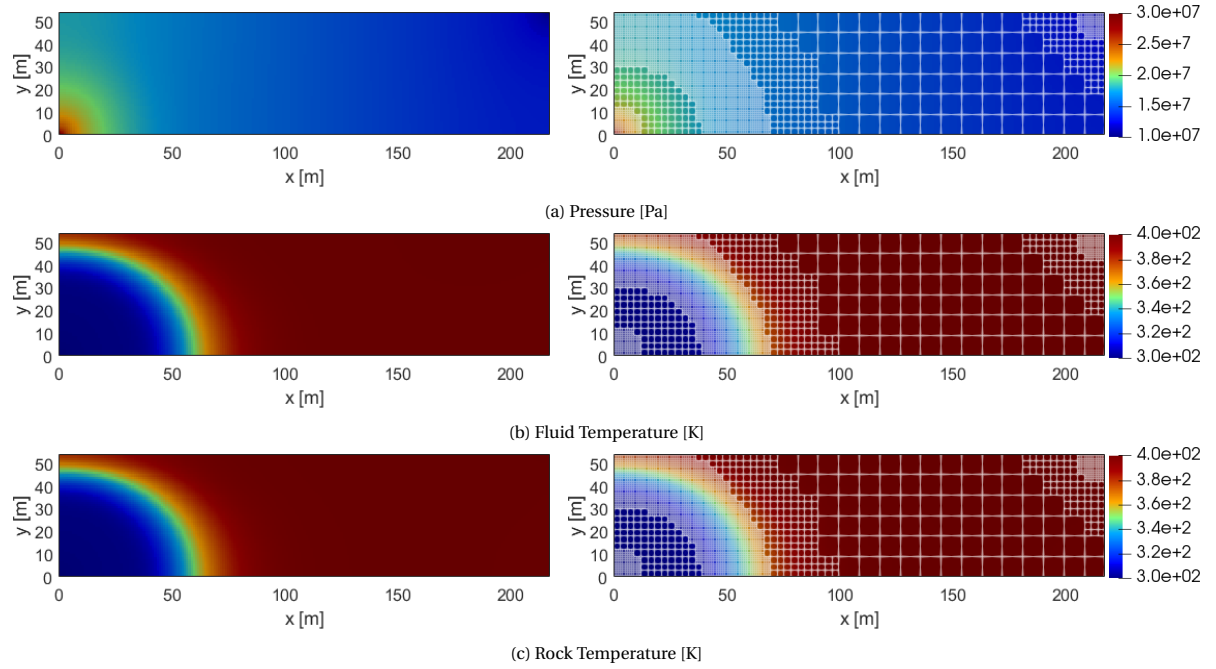 50
40
30
20
10
0
y [m]
0 50 100 150 200
x [m]
50
40
30
20
10
0
y [m]
0 50 100 150 200
x [m]
3.0e+07
2.5e+7
2.0e+7
1.5e+7
1.0e+07
(a) Pressure [Pa]
50
40
30
20
10
0
y [m]
0 50 100 150 200
x [m]
50
40
30
20
10
0
y [m]
0 50 100 150 200
x [m]
4.0e+02
3.8e+2
3.6e+2
3.4e+2
3.2e+2
3.0e+02
(b) Fluid Temperature [K]
50
40
30
20
10
0
y [m]
0 50 100 150 200
x [m]
50
40
30
20
10
0
y [m]
0 50 100 150 200
x [m]
4.0e+02
3.8e+2
3.6e+2
3.4e+2
3.2e+2
3.0e+02
(c) Rock Temperature [K]